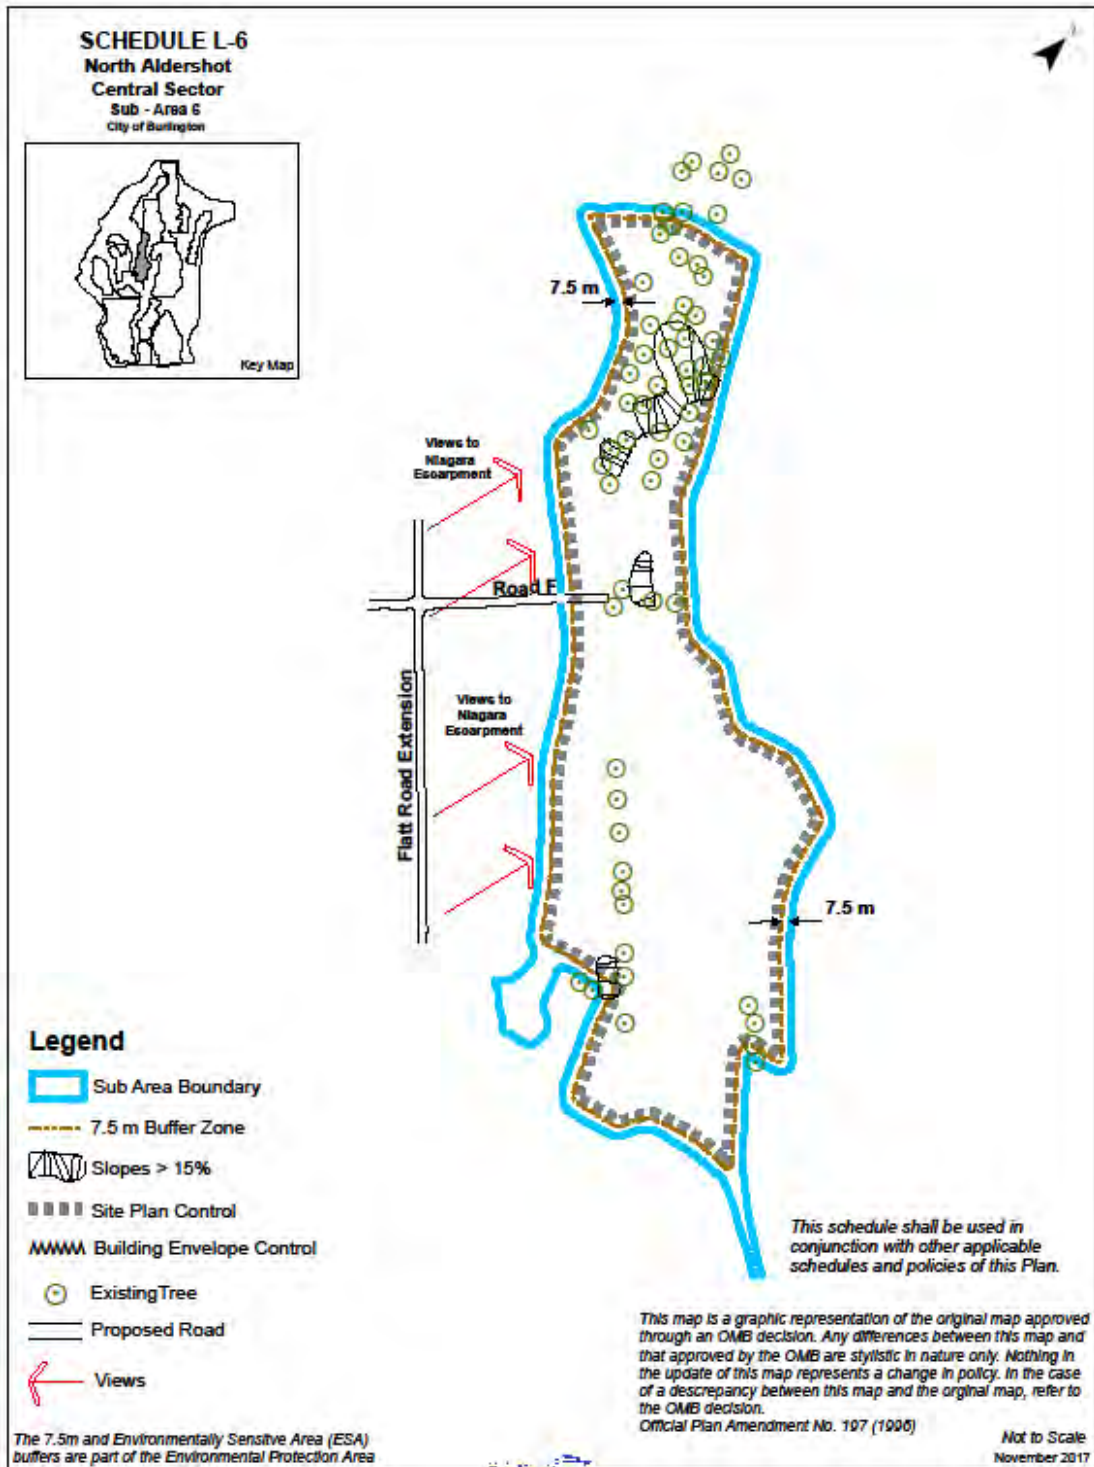 SCHEDULE L-6
North Aldershot
Central Sector
Sub - Area 6
City of Burlington
Key Map
7.5 m
Views to
Niagara
Escarpment
Road F
Flatt Road Extension
Views to
Niagara
Escarpment
7.5 m
Legend
Sub Area Boundary
7.5 m Buffer Zone
Slopes > 15%
Site Plan Control
Building Envelope Control
ExistingTree
Proposed Road
Views
This schedule shall be used in
conjunction with other applicable
schedules and policies of this Plan.
This map is a graphic representation of the original map approved
through an OMB decision. Any differences between this map and
that approved by the OMB are stylistic in nature only. Nothing in
the update of this map represents a change in policy. In the case
of a descrepancy between this map and the orginal map, refer to
the OMB decision.
Official Plan Amendment No. 197 (1996)
The 7.5m and Environmentally Sensitve Area (ESA)
buffers are part of the Environmental Protection Area
Not to Scale
November 2017